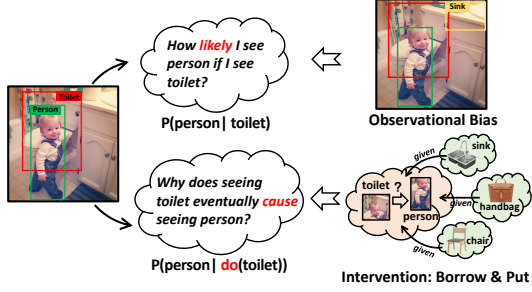 Toilet
Person
How likely I see
person if I see
toilet?
P(person| toilet)
Sink
Observational Bias
Why does seeing
toilet eventually cause
seeing person?
P(person| do(toilet))
given
sink
toilet ?
person
given
handbag
given
chair
Intervention: Borrow & Put